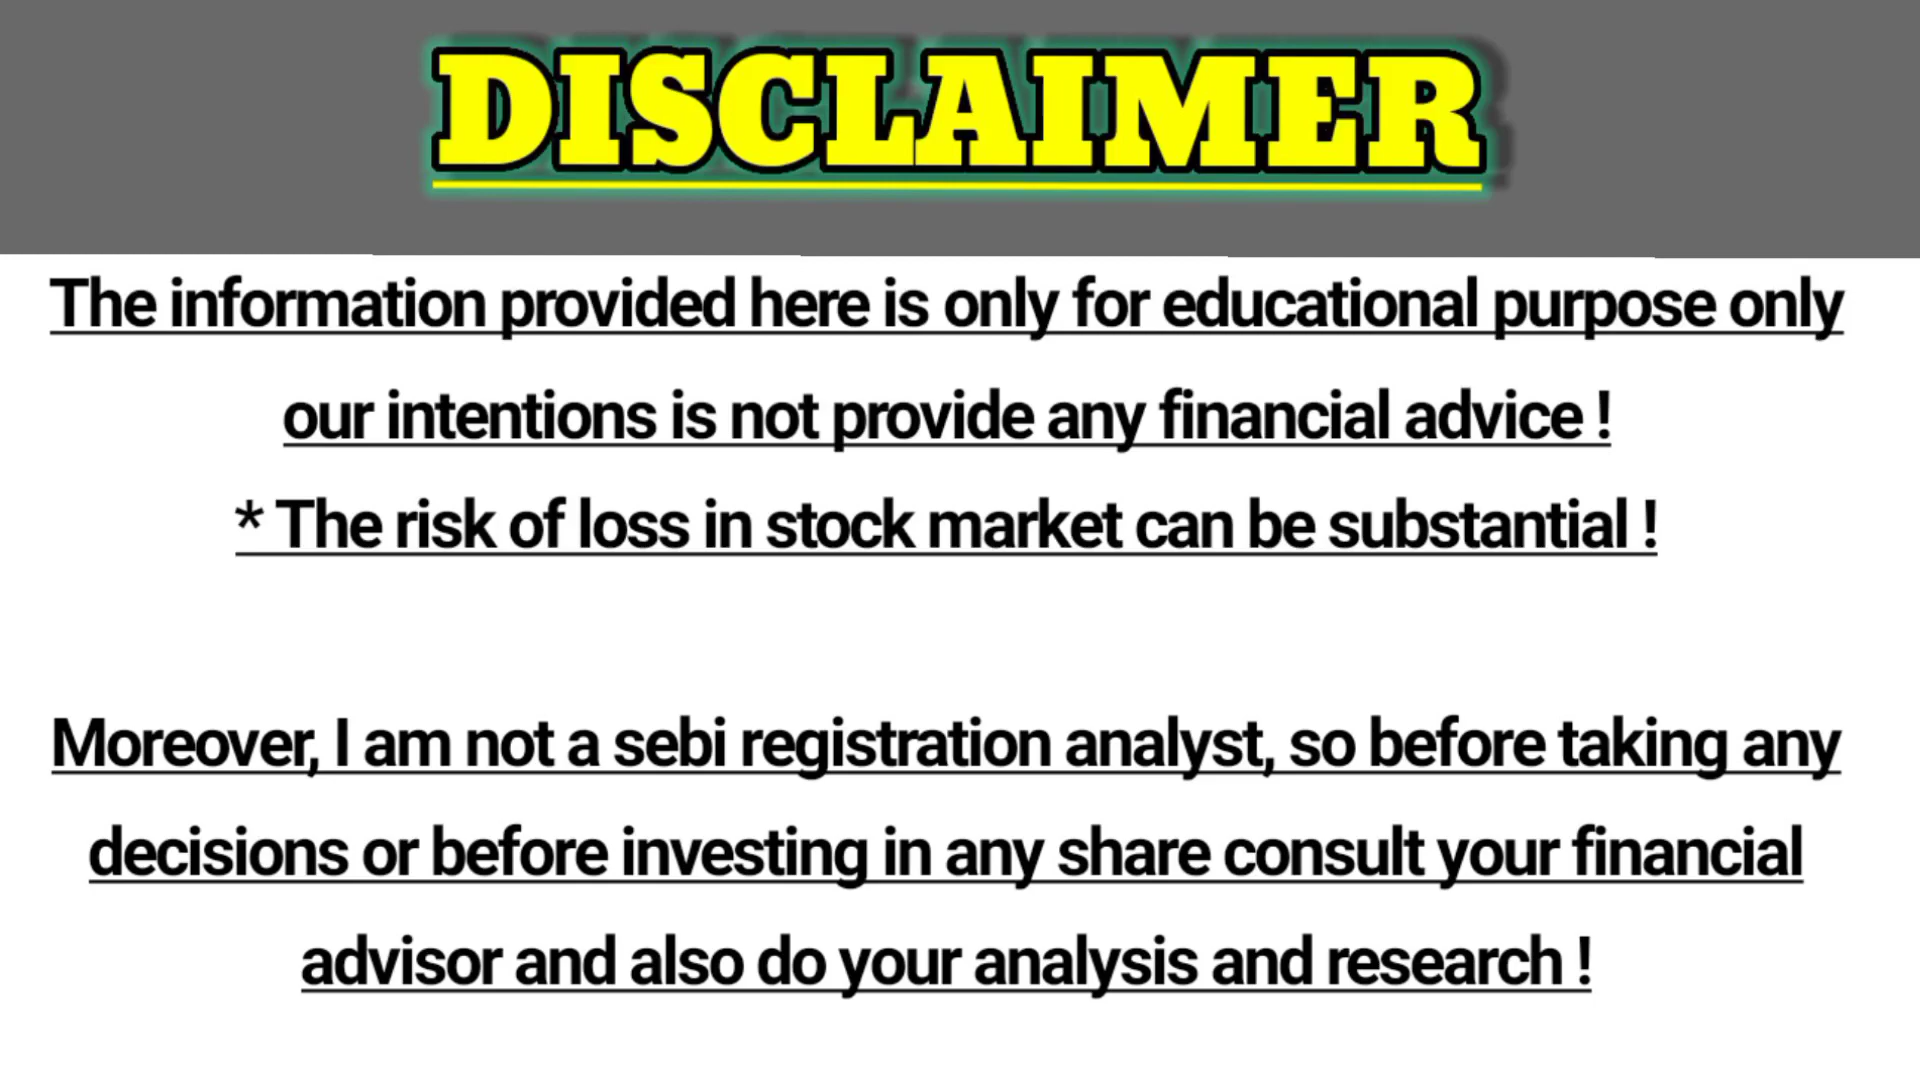 DISCLAIMER
The information provided here is only for educational purpose only
our intentions is not provide any financial advice !
* The risk of loss in stock market can be substantial !
Moreover, I am not a sebi registration analyst, so before taking any
decisions or before investing in any share consult your financial
advisor and also do your analysis and research !